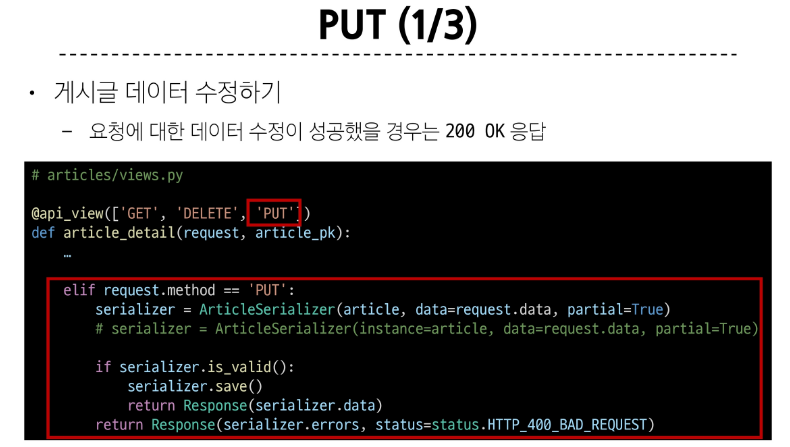 PUT (1/3)
• 게시글 데이터 수정하기
– 요청에 대한 데이터 수정이 성공했을 경우는 200 OK 응답
# articles/views.py
@api_view(['GET', 'DELETE', 'PUT'])
def article_detail(request, article_pk):
…
elif request.method == 'PUT':
serializer = ArticleSerializer(article, data=request.data, partial=True)
# serializer = ArticleSerializer(instance=article, data=request.data, partial=True)
if serializer.is_valid():
serializer.save()
return Response(serializer.data)
return Response(serializer.errors, status=status.HTTP_400_BAD_REQUEST)